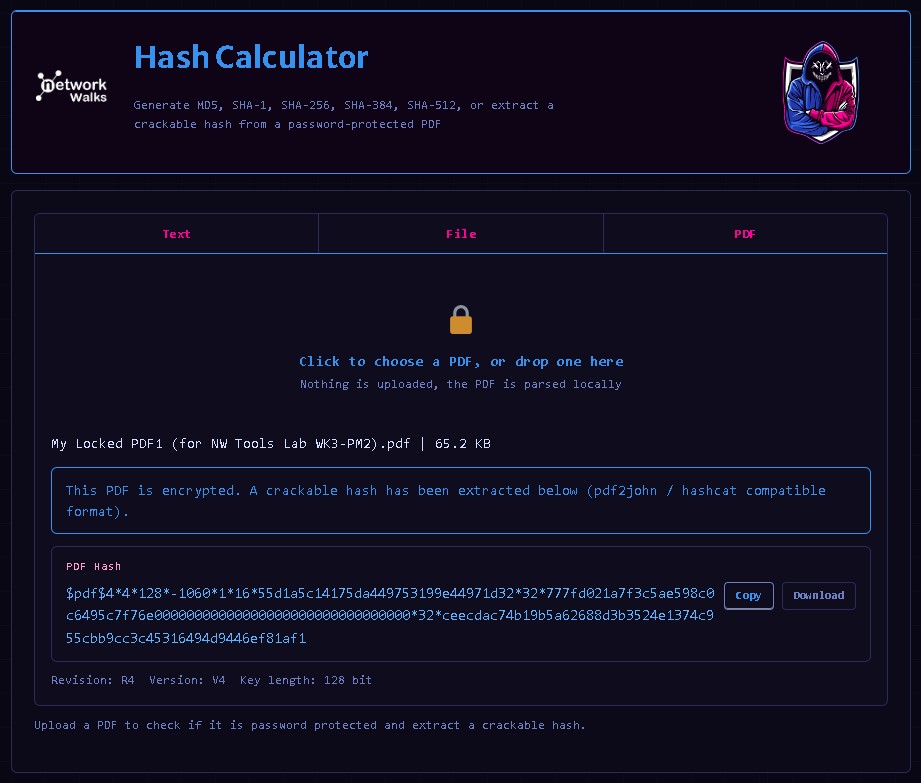 network
Walks
Hash Calculator
Generate MD5, SHA-1, SHA-256, SHA-384, SHA-512, or extract a
crackable hash from a password-protected PDF
Text
File
PDF
Click to choose a PDF, or drop one here
Nothing is uploaded, the PDF is parsed locally
My Locked PDF1 (for NW Tools Lab WK3-PM2).pdf | 65.2 KB
This PDF is encrypted. A crackable hash has been extracted below (pdf2john / hashcat compatible
format).
PDF Hash
$pdf$4*4*128*-1060*1*16*55d1a5c14175da449753199e44971d32*32*777fd021a7f3c5ae598c0
c6495c7f76e00000000000000000000000000000000*32*ceecdac74b19b5a62688d3b3524e1374c9
55cbb9cc3c45316494d9446ef81af1
Copy
Download
Revision: R4 Version: V4 Key length: 128 bit
Upload a PDF to check if it is password protected and extract a crackable hash.